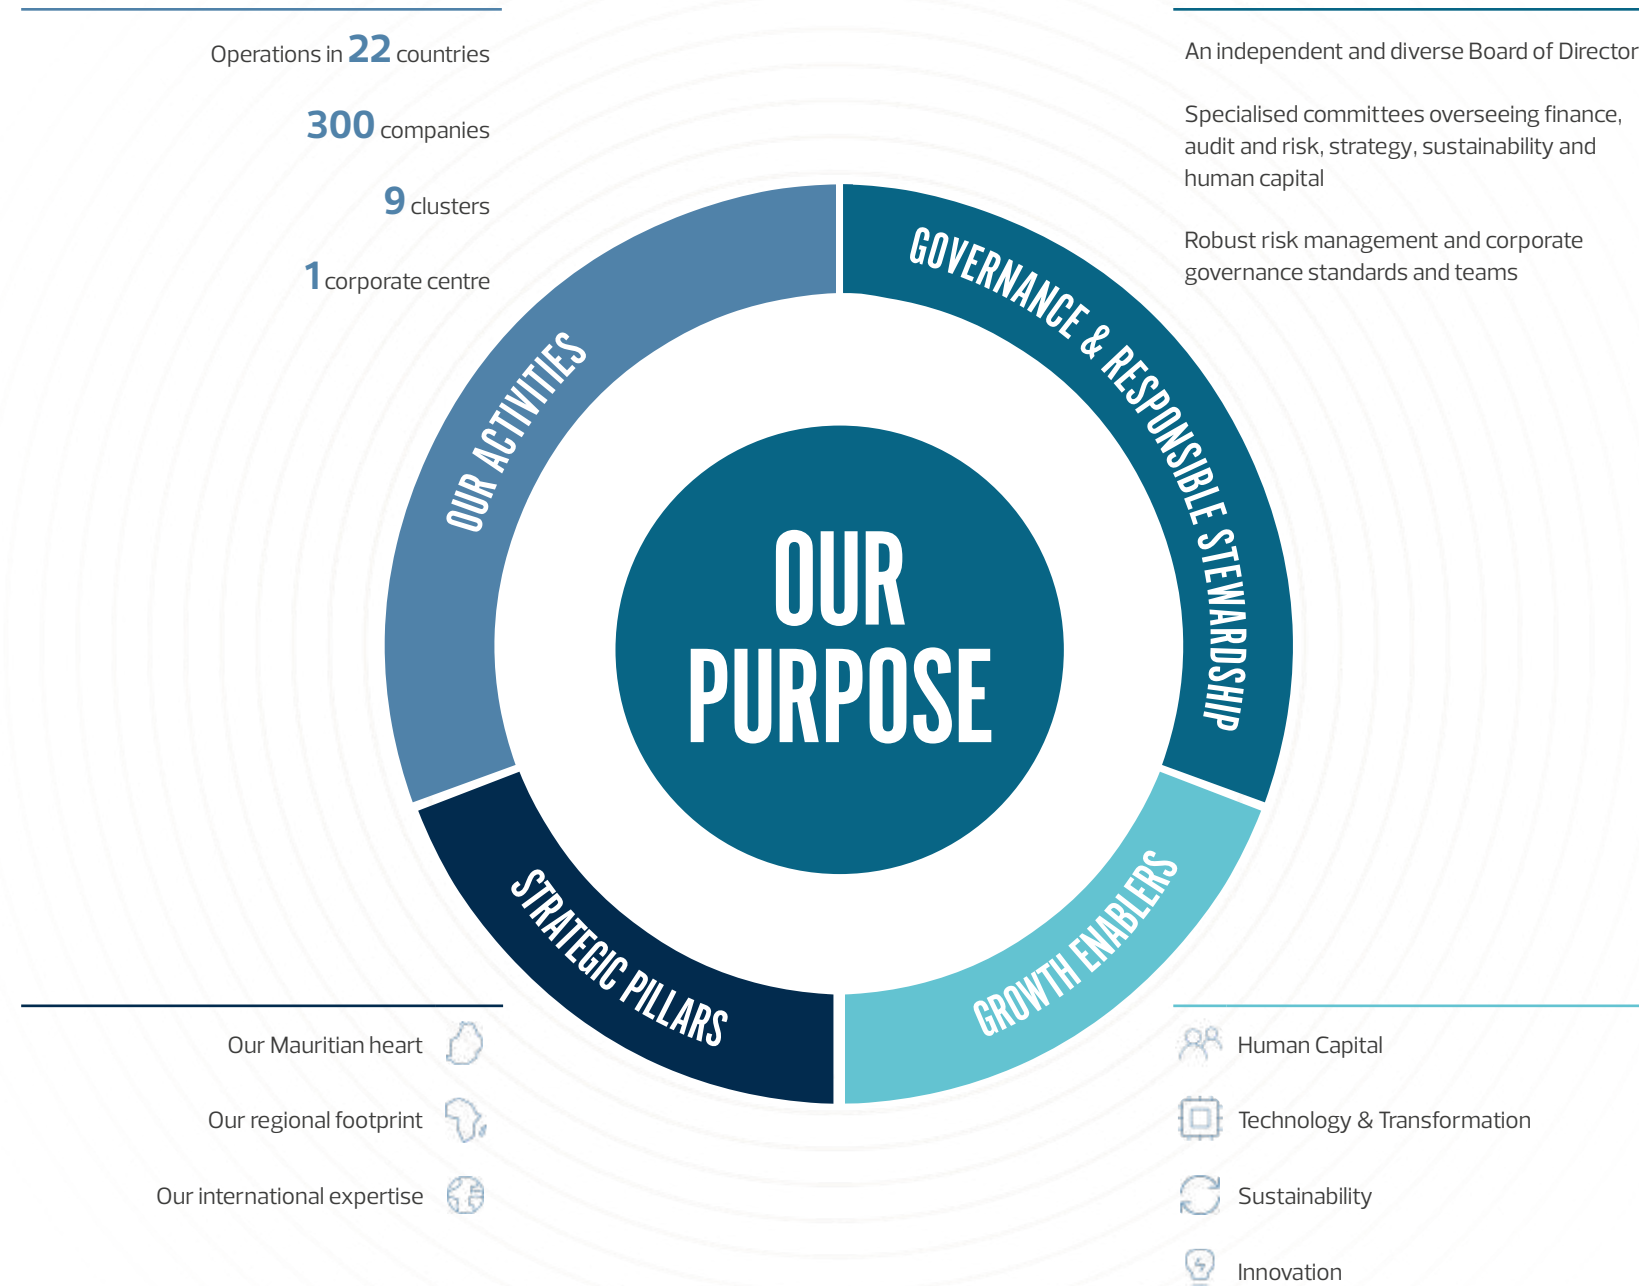 Operations in 22 countries
300 companies
9 clusters
1 corporate centre
An independent and diverse Board of Director
Specialised committees overseeing finance,
audit and risk, strategy, sustainability and
human capital
Robust risk management and corporate
governance standards and teams
OUR ACTIVITIES
GOVERNANCE & RESPONSIBLE STEWARDSHIP
OUR
PURPOSE
STRATEGIC PILLARS
GROWTH ENABLERS
Our Mauritian heart
Our regional footprint
Our international expertise
Human Capital
Technology & Transformation
Sustainability
Innovation